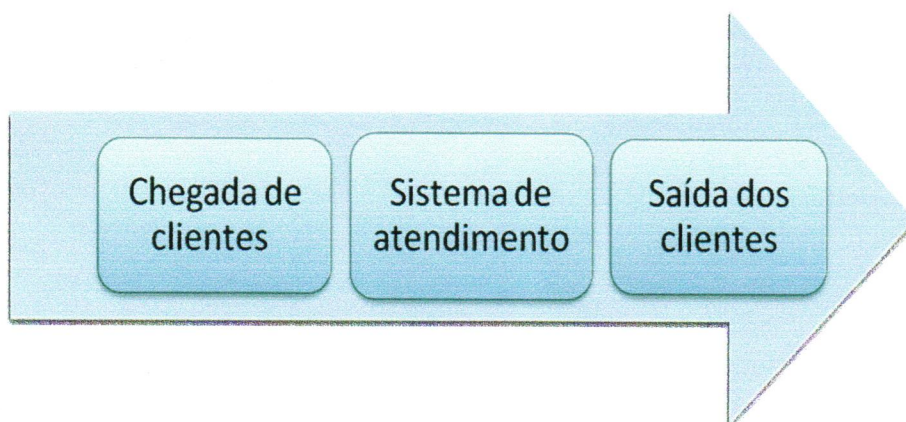 Chegada de
clientes
Sistema de
atendimento
Saída dos
clientes